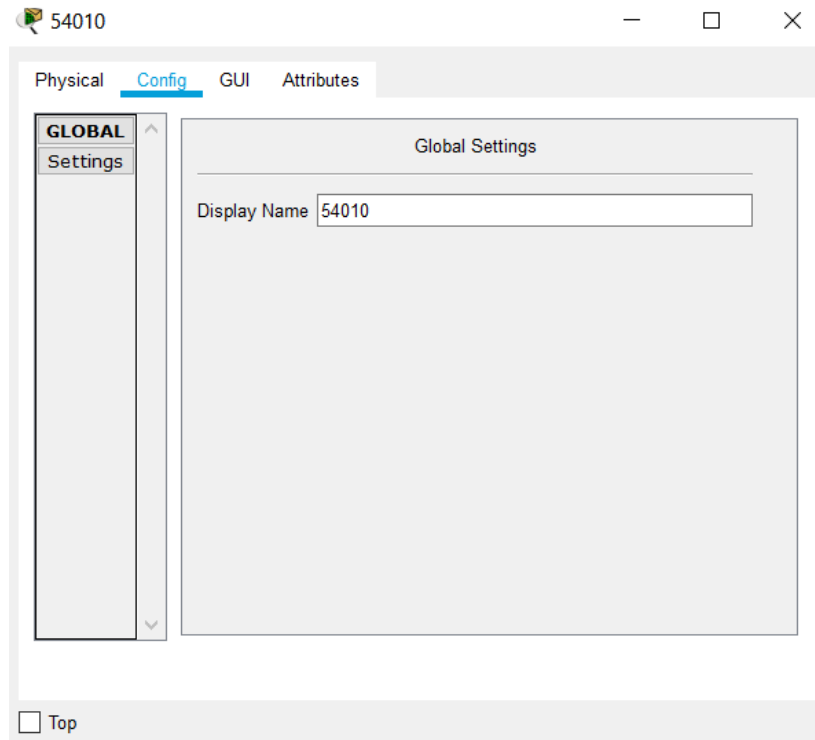 54010
Physical Config GUI Attributes
GLOBAL
Settings
Global Settings
Display Name 54010
Top